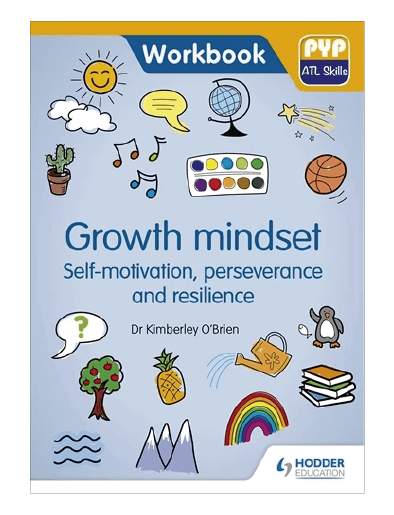 Workbook
PYP
ATL Skills
Growth mindset
Self-motivation, perseverance
and resilience
Dr Kimberley O'Brien
?
HODDER
EDUCATION